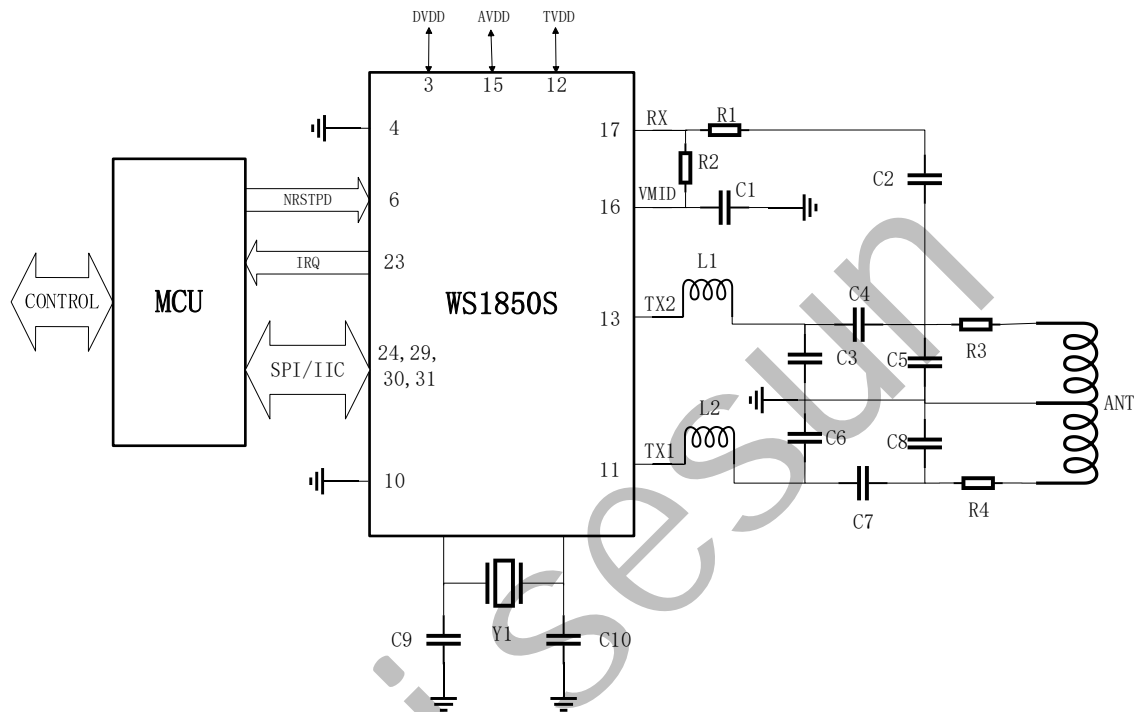 DVDD AVDD TVDD
3 15 12
4
17 RX R1
R2
C2
NRSTPD
6
16 VMID C1
IRQ
23
CONTROL
MCU
WS1850S
L1
13 TX2
C4
C3
C5
R3
24, 29,
30, 31
SPI/IIC
L2
ANT
C6
C8
11 TX1
10
C7
R4
C9
Y1
C10
isesun